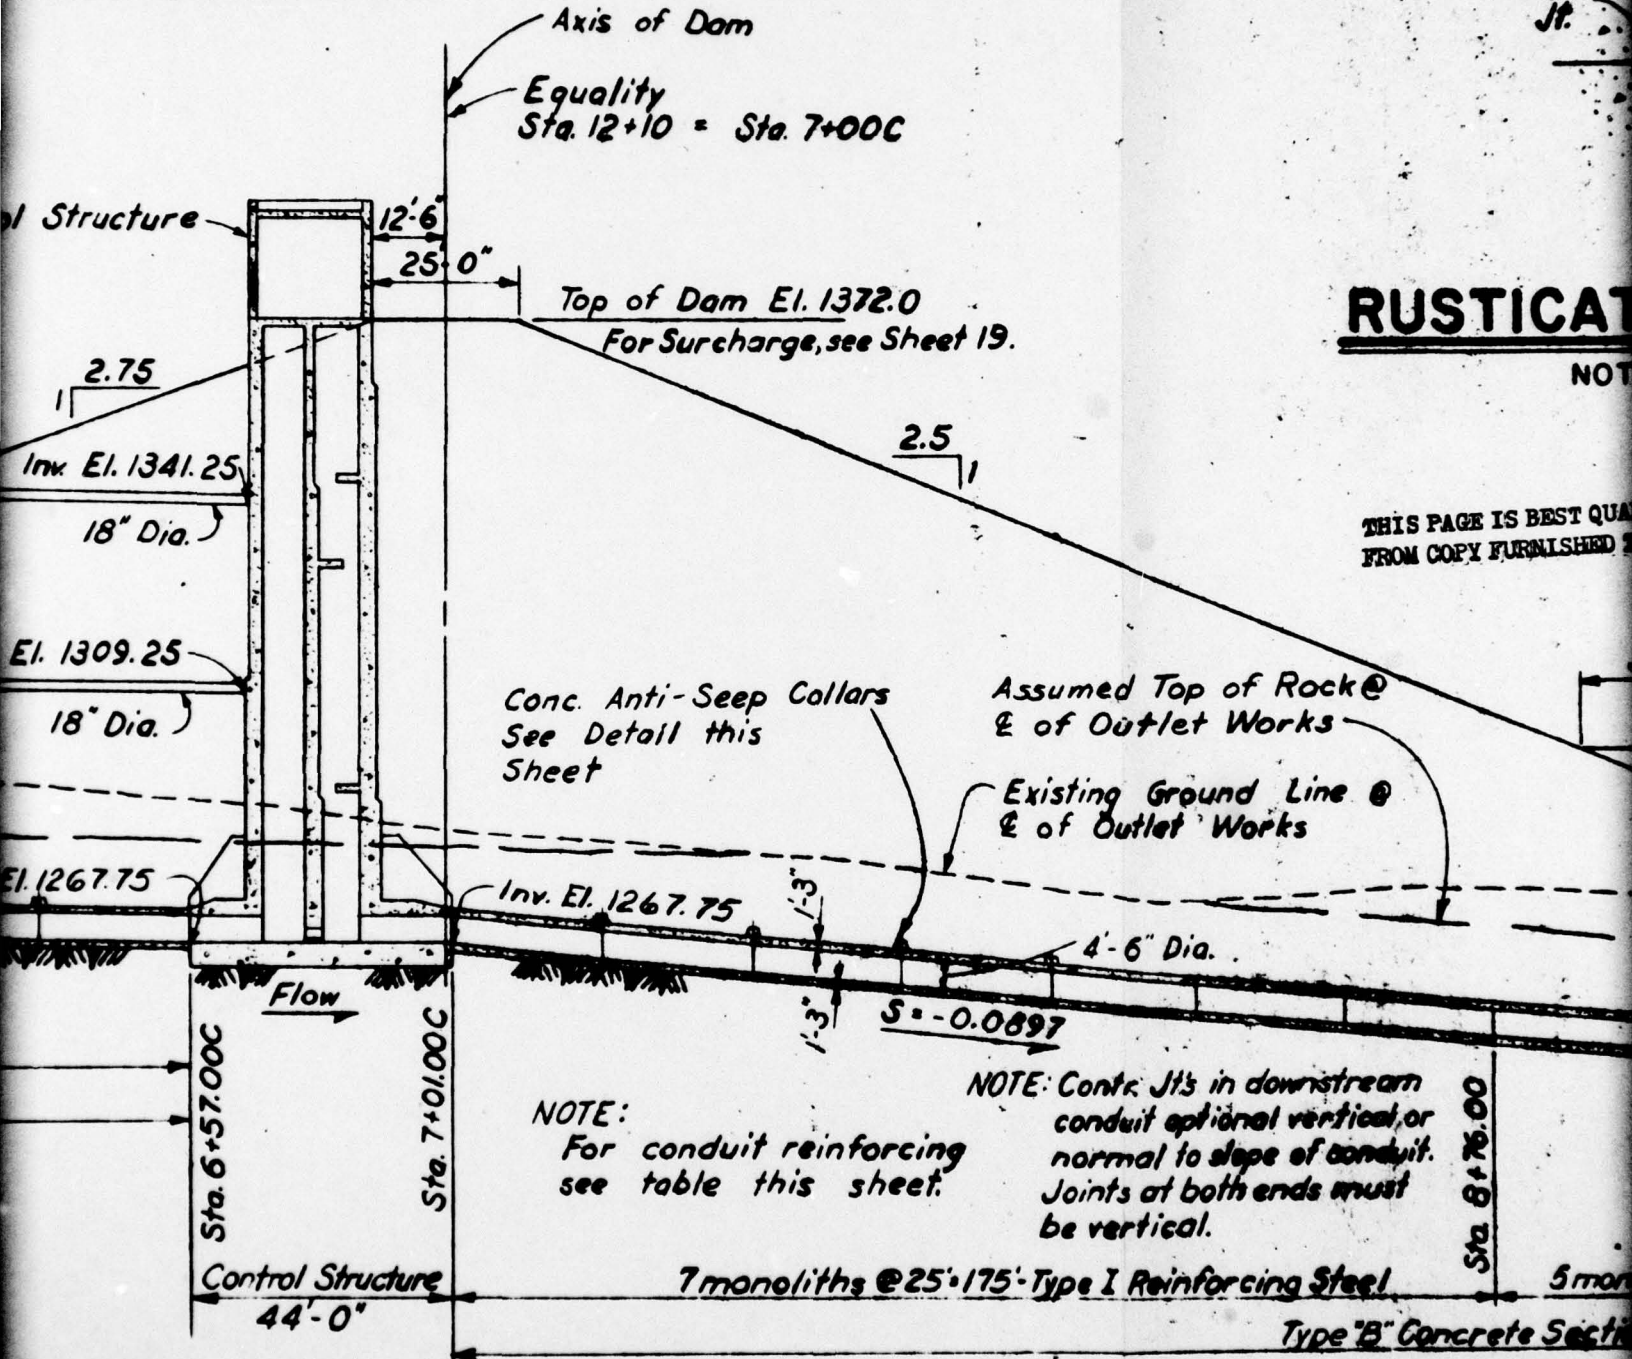 Axis of Dam
Jt.
Equality
Sta. 12+10 = Sta. 7+00C
Structure
12'-6"
25'-0"
Top of Dam El. 1372.0
For Surcharge, see Sheet 19.
RUSTICAT
NOT
2.75
1
2.5
1
Inv. El. 1341.25
18" Dia.
THIS PAGE IS BEST QUA
FROM COPY FURNISHED
El. 1309.25
18" Dia.
Conc. Anti-Seep Collars
See Detail this
Sheet
Assumed Top of Rock @
℄ of Outlet Works
Existing Ground Line @
℄ of Outlet Works
El. 1267.75
Inv. El. 1267.75
1'-3"
4'-6" Dia.
1'-3"
Flow
S = -0.0897
Sta. 6+57.00C
Sta. 7+01.00C
NOTE:
For conduit reinforcing
see table this sheet.
NOTE: Contr. Jt's in downstream
conduit optional vertical, or
normal to slope of conduit.
Joints at both ends must
be vertical.
Sta. 8+76.00
Control Structure
44'-0"
7 monoliths @ 25' = 175' - Type I Reinforcing Steel
5 mon
Type "B" Concrete Secti